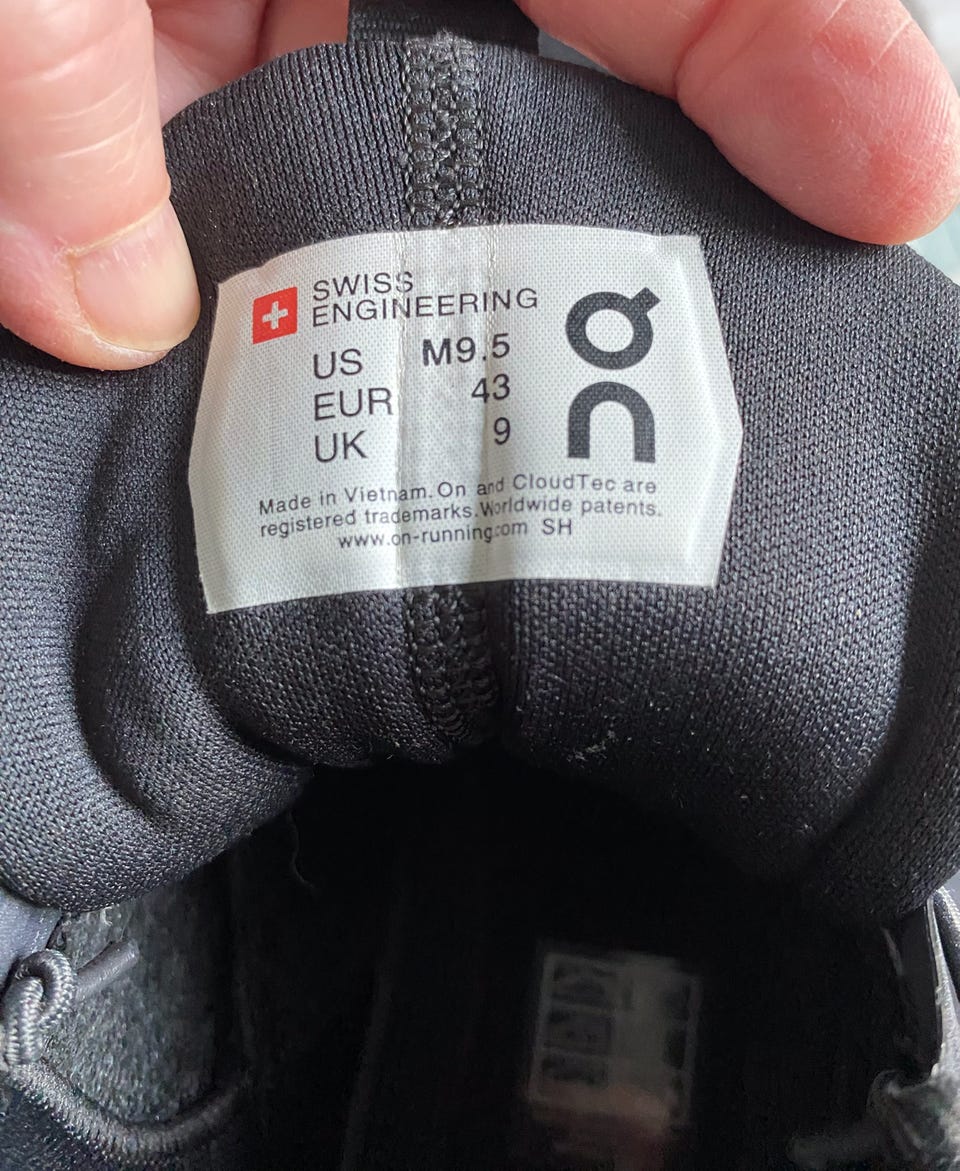 SWISS
ENGINEERING
US M9.5
EUR 43
UK 9
On
Made in Vietnam. On and CloudTec are
registered trademarks. Worldwide patents.
www.on-running.com SH